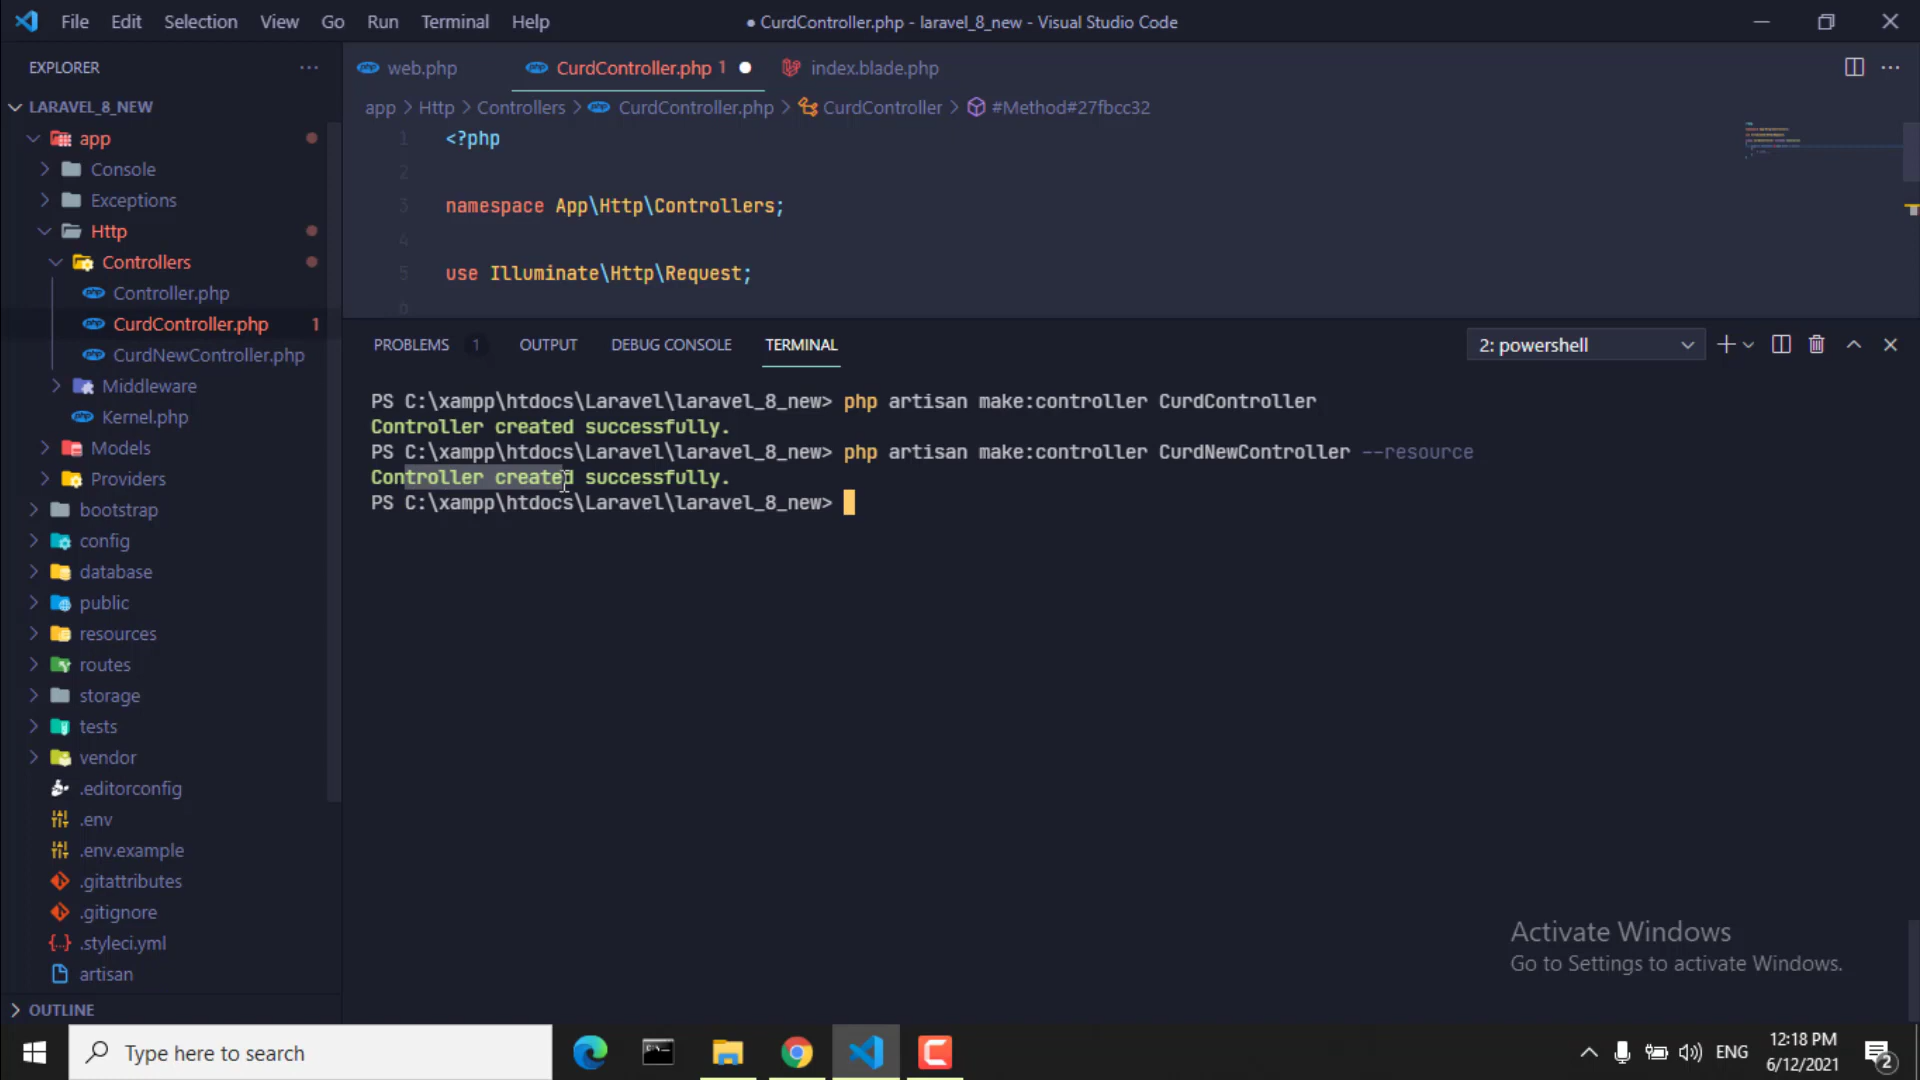 File Edit Selection View Go Run Terminal Help
● CurdController.php - laravel_8_new - Visual Studio Code
EXPLORER
LARAVEL_8_NEW
app
Console
Exceptions
Http
Controllers
Controller.php
CurdController.php 1
CurdNewController.php
Middleware
Kernel.php
Models
Providers
bootstrap
config
database
public
resources
routes
storage
tests
vendor
.editorconfig
.env
.env.example
.gitattributes
.gitignore
.styleci.yml
artisan
OUTLINE
web.php CurdController.php 1 index.blade.php
app > Http > Controllers > CurdController.php > CurdController > #Method#27fbcc32
1 <?php
2
3 namespace App\Http\Controllers;
4
5 use Illuminate\Http\Request;
6
PROBLEMS 1 OUTPUT DEBUG CONSOLE TERMINAL 2: powershell
PS C:\xampp\htdocs\Laravel\laravel_8_new> php artisan make:controller CurdController
Controller created successfully.
PS C:\xampp\htdocs\Laravel\laravel_8_new> php artisan make:controller CurdNewController --resource
Controller created successfully.
PS C:\xampp\htdocs\Laravel\laravel_8_new>
Activate Windows
Go to Settings to activate Windows.
Type here to search
ENG
12:18 PM
6/12/2021
2